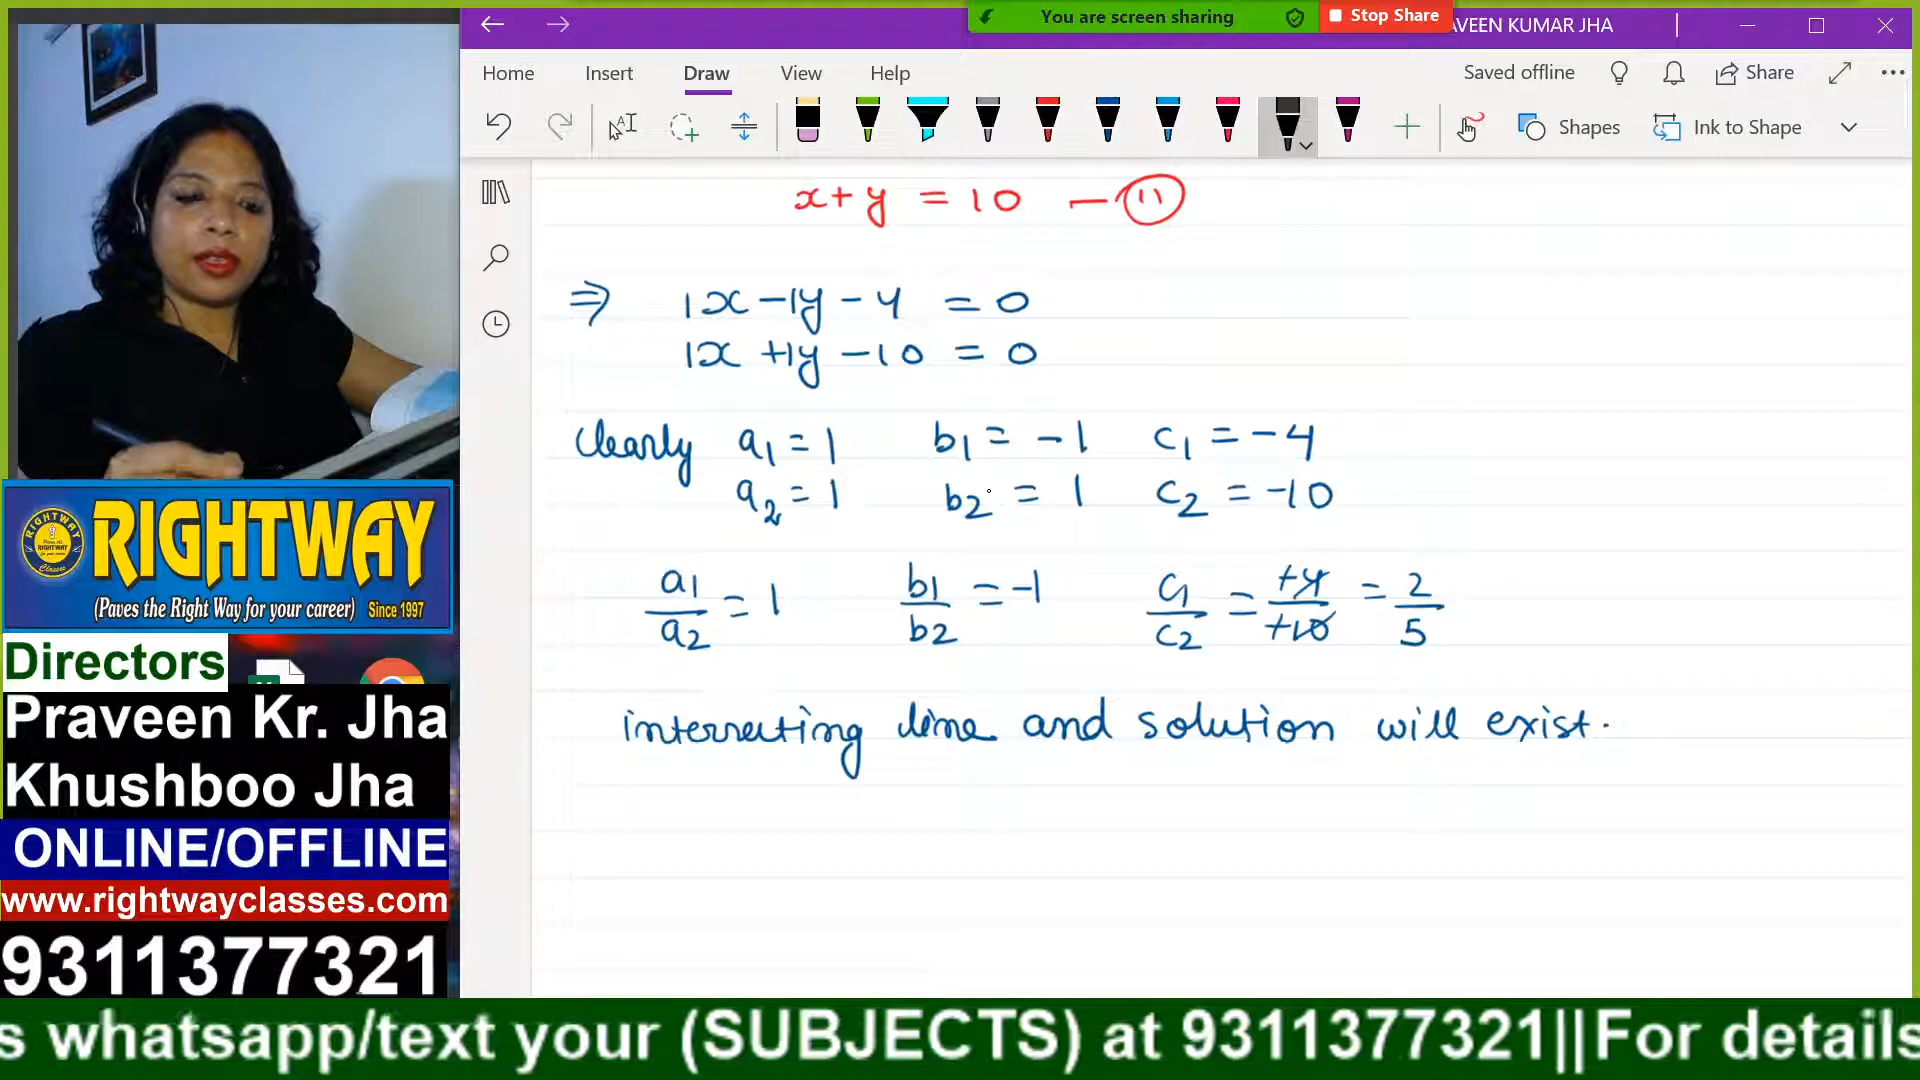 You are screen sharing
Stop Share
AVEEN KUMAR JHA
Home Insert Draw View Help
Saved offline
Share
Shapes
Ink to Shape
x+y = 10 — (11)
⇒ 1x -1y - 4 = 0
1x +1y - 10 = 0
Clearly a1 = 1 b1 = -1 c1 = -4
a2 = 1 b2 = 1 c2 = -10
a1/a2 = 1 b1/b2 = -1 c1/c2 = +4/+10 = 2/5
intersecting line and solution will exist.
RIGHTWAY
(Paves the Right Way for your career) Since 1997
Directors
Praveen Kr. Jha
Khushboo Jha
ONLINE/OFFLINE
www.rightwayclasses.com
9311377321
s whatsapp/text your (SUBJECTS) at 9311377321||For details